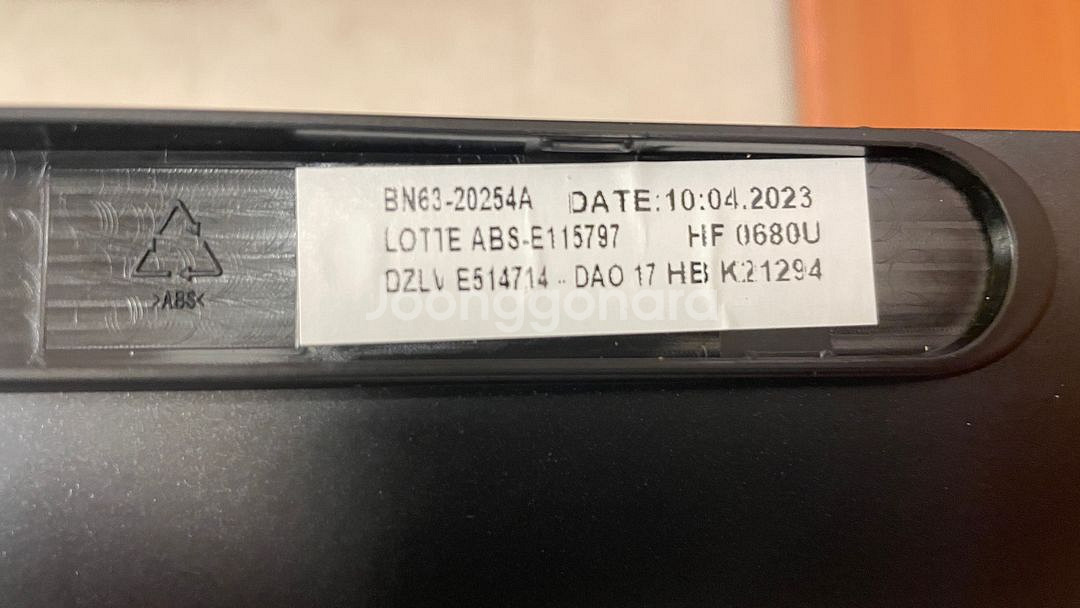 BN63-20254A DATE:10:04.2023
LOTTE ABS-E115797 HF 0680U
DZLV E514714 - DAO 17 HB K21294
>ABS<
Joonggonara